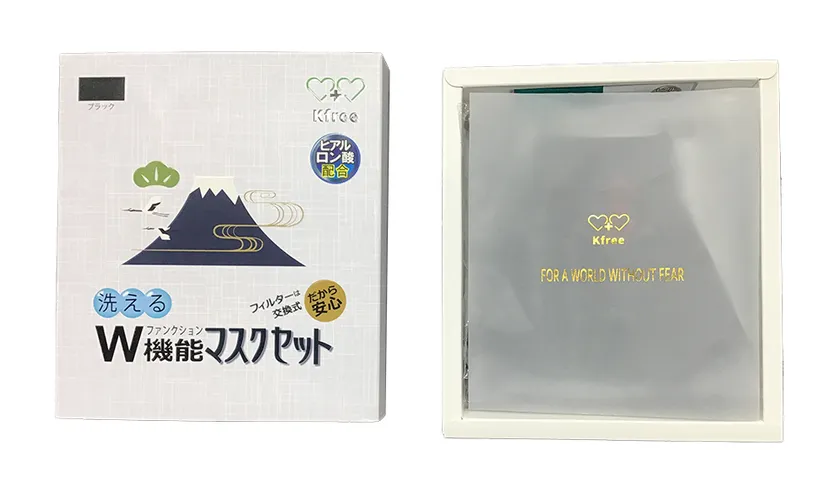 ブラック
Kfree
ヒアル
ロン酸
配合
洗える
フィルターは
交換式
だから
安心
ファンクション
W機能マスクセット
Kfree
FOR A WORLD WITHOUT FEAR